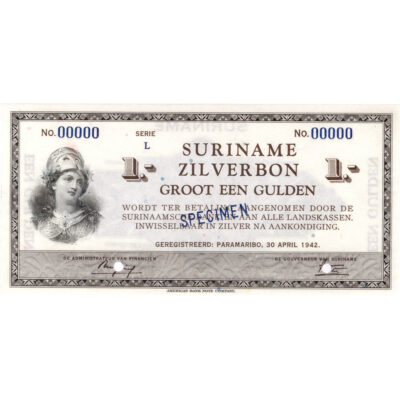 No. 00000
SERIE
L
No. 00000
1.-
SURINAME
1.-
ZILVERBON
GROOT EEN GULDEN
WORDT TER BETALING AANGENOMEN DOOR DE
SURINAAMSCHE AAN ALLE LANDSKASSEN.
INWISSELBAAR IN ZILVER NA AANKONDIGING.
SPECIMEN
GEREGISTREERD: PARAMARIBO, 30 APRIL 1942.
DE ADMINISTRATEUR VAN FINANCIËN
DE GOUVERNEUR VAN SURINAME
AMERICAN BANK NOTE COMPANY.